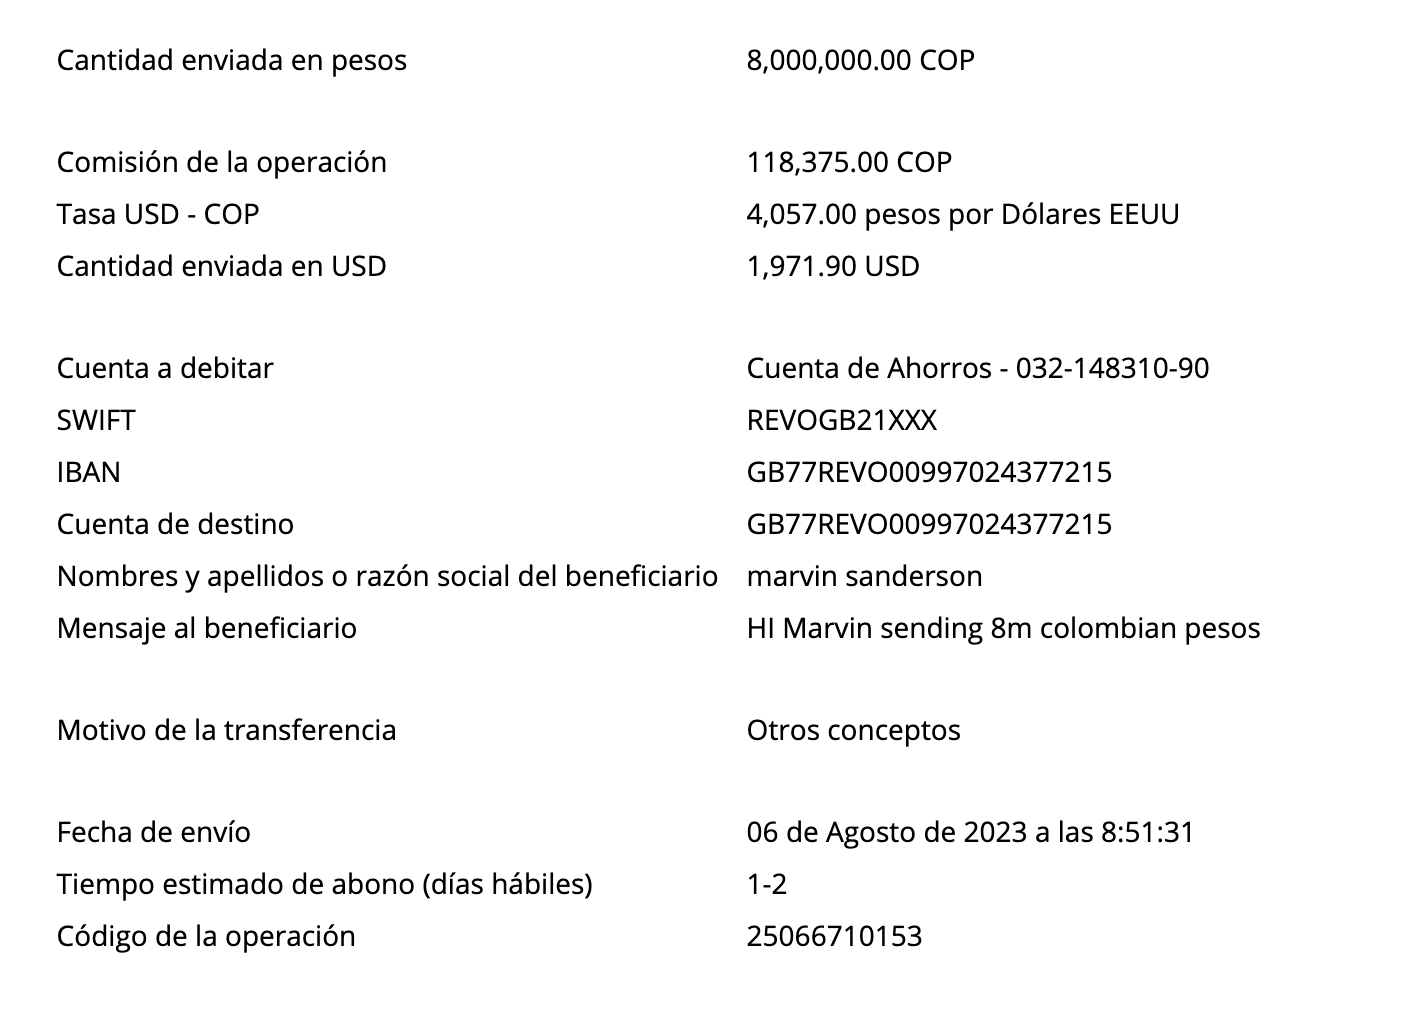 Cantidad enviada en pesos 8,000,000.00 COP
Comisión de la operación 118,375.00 COP
Tasa USD - COP 4,057.00 pesos por Dólares EEUU
Cantidad enviada en USD 1,971.90 USD
Cuenta a debitar Cuenta de Ahorros - 032-148310-90
SWIFT REVOGB21XXX
IBAN GB77REVO00997024377215
Cuenta de destino GB77REVO00997024377215
Nombres y apellidos o razón social del beneficiario marvin sanderson
Mensaje al beneficiario HI Marvin sending 8m colombian pesos
Motivo de la transferencia Otros conceptos
Fecha de envío 06 de Agosto de 2023 a las 8:51:31
Tiempo estimado de abono (días hábiles) 1-2
Código de la operación 25066710153